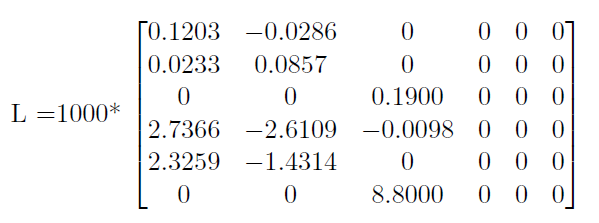 0.1203 −0.0286 0 0 0 0
0.0233 0.0857 0 0 0 0
0 0 0.1900 0 0 0
L =1000*
2.7366 −2.6109 −0.0098 0 0 0
2.3259 −1.4314 0 0 0 0
0 0 8.8000 0 0 0